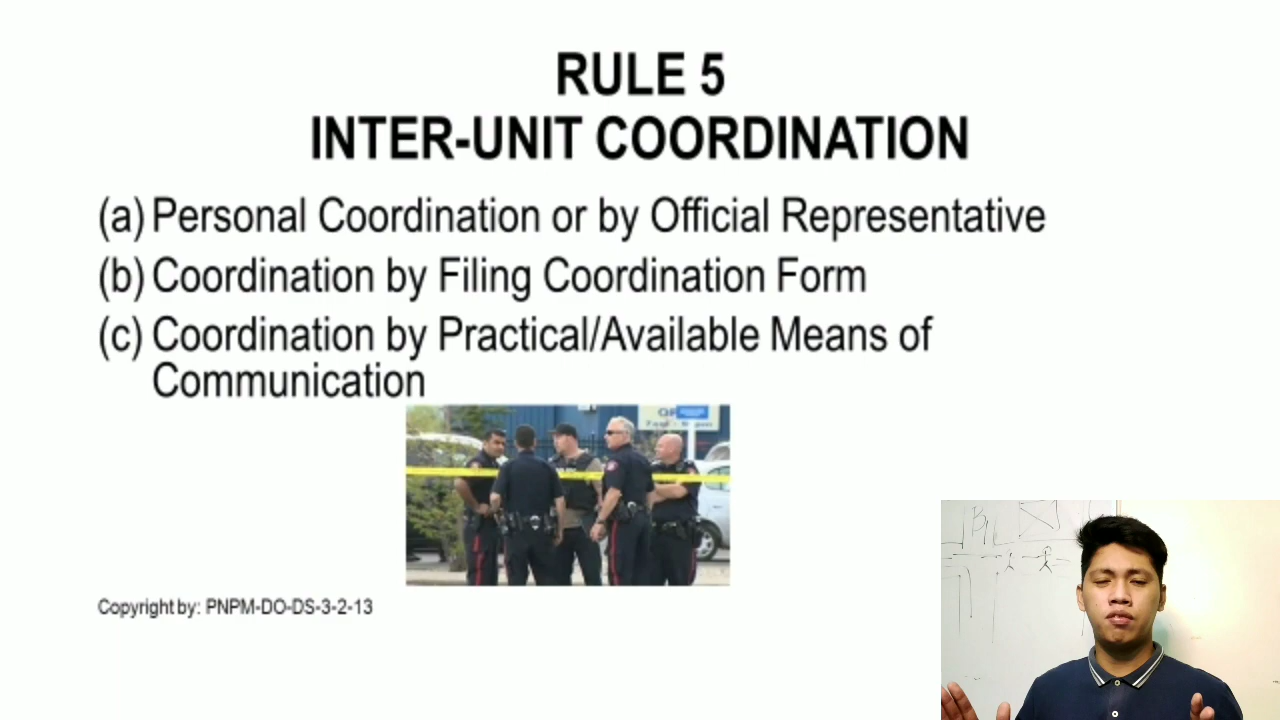 RULE 5
INTER-UNIT COORDINATION
(a) Personal Coordination or by Official Representative
(b) Coordination by Filing Coordination Form
(c) Coordination by Practical/Available Means of
Communication
Copyright by: PNPM-DO-DS-3-2-13